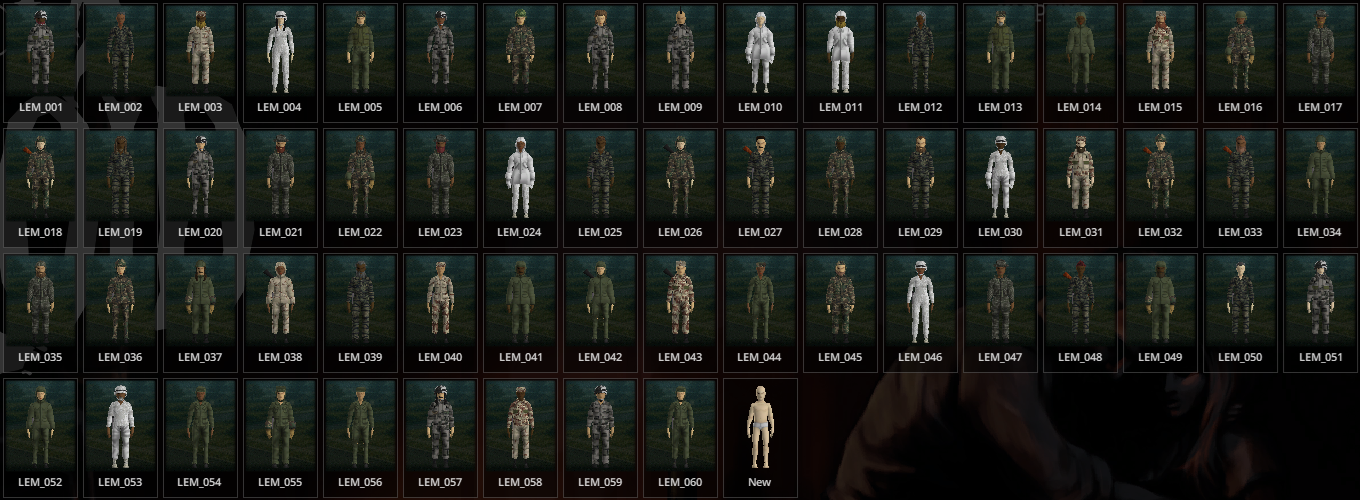 LEM_001 LEM_002 LEM_003 LEM_004 LEM_005 LEM_006 LEM_007 LEM_008 LEM_009 LEM_010 LEM_011 LEM_012 LEM_013 LEM_014 LEM_015 LEM_016 LEM_017
LEM_018 LEM_019 LEM_020 LEM_021 LEM_022 LEM_023 LEM_024 LEM_025 LEM_026 LEM_027 LEM_028 LEM_029 LEM_030 LEM_031 LEM_032 LEM_033 LEM_034
LEM_035 LEM_036 LEM_037 LEM_038 LEM_039 LEM_040 LEM_041 LEM_042 LEM_043 LEM_044 LEM_045 LEM_046 LEM_047 LEM_048 LEM_049 LEM_050 LEM_051
LEM_052 LEM_053 LEM_054 LEM_055 LEM_056 LEM_057 LEM_058 LEM_059 LEM_060 New